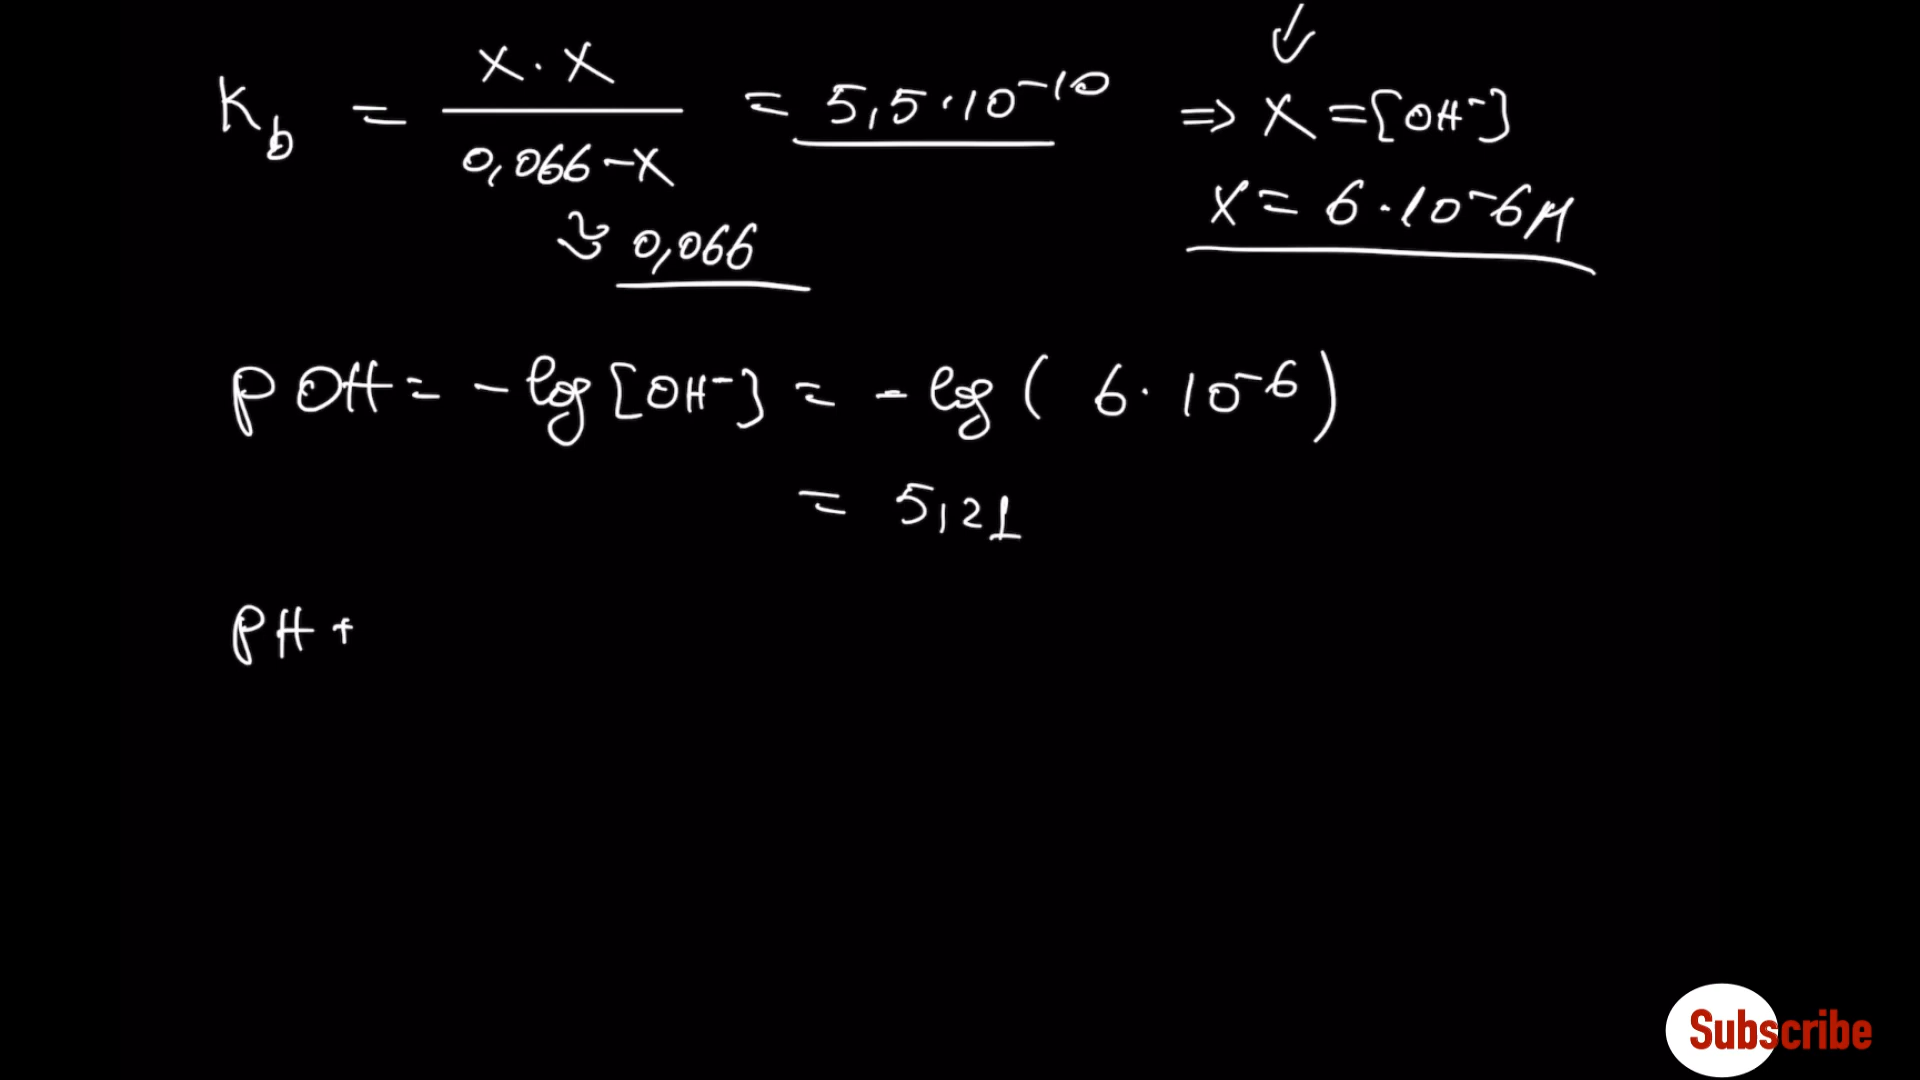 ↓
K_b = x · x / 0,066 - x = 5,5 · 10^-10 ⇒ x = [OH^-]
≈ 0,066
x = 6 · 10^-6 M
POH = - log [OH^-] = - log ( 6 · 10^-6 )
= 5,21
PH +
Subscribe